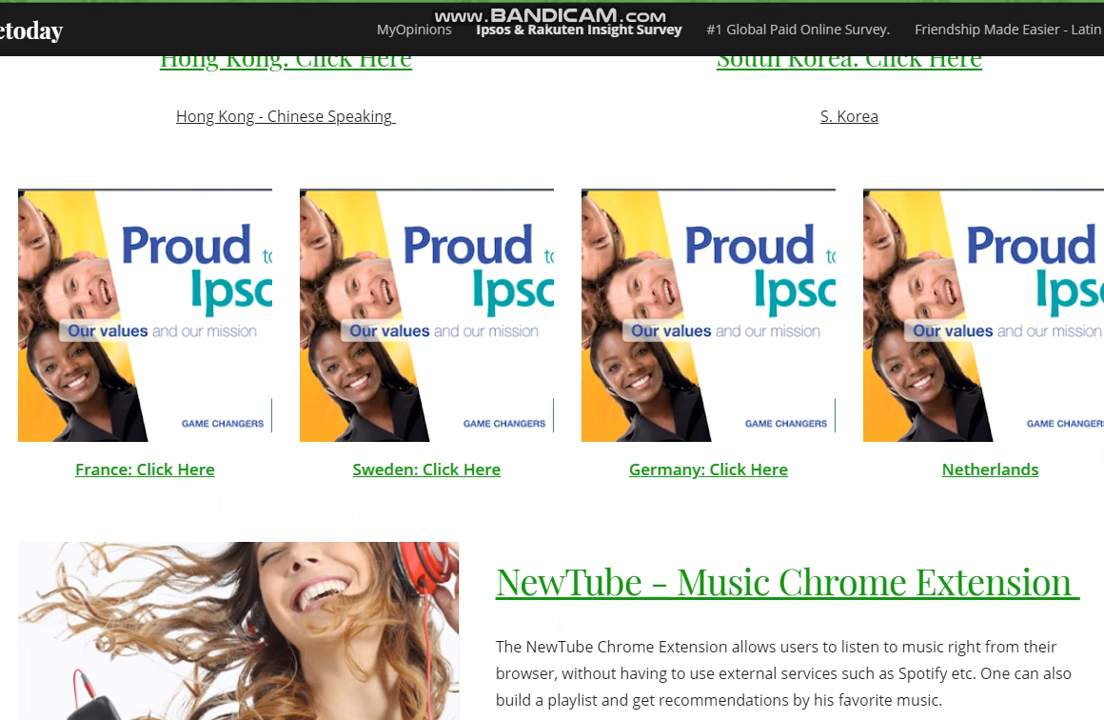 www.BANDICAM.com
etoday
MyOpinions
Ipsos & Rakuten Insight Survey
#1 Global Paid Online Survey.
Friendship Made Easier - Latin
Hong Kong: Click Here
South Korea: Click Here
Hong Kong - Chinese Speaking
S. Korea
Proud to
Ipso
Our values and our mission
GAME CHANGERS
Proud to
Ipso
Our values and our mission
GAME CHANGERS
Proud to
Ipso
Our values and our mission
GAME CHANGERS
Proud
Ipso
Our values and our mission
GAME CHANGERS
France: Click Here
Sweden: Click Here
Germany: Click Here
Netherlands
NewTube - Music Chrome Extension
The NewTube Chrome Extension allows users to listen to music right from their
browser, without having to use external services such as Spotify etc. One can also
build a playlist and get recommendations by his favorite music.